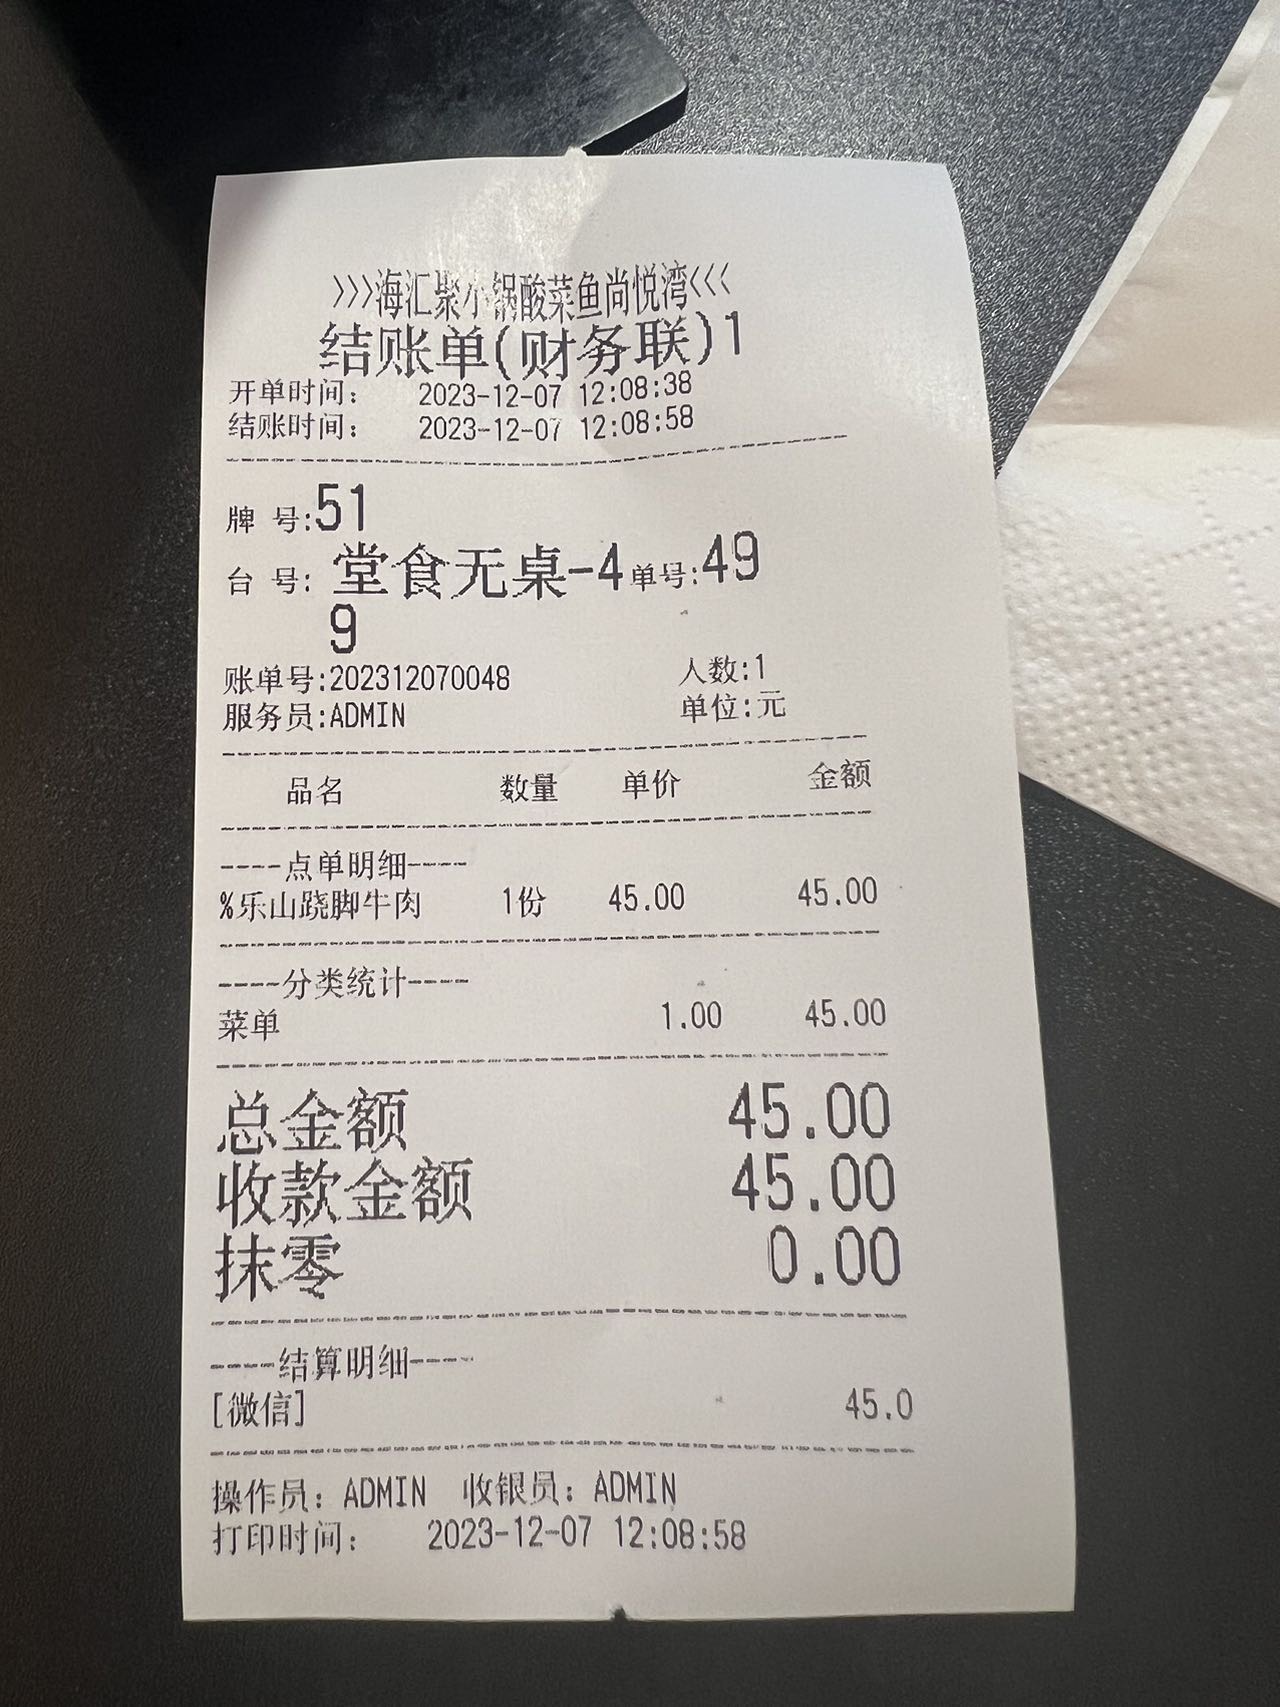 >>>海汇聚小锅酸菜鱼尚悦湾<<<
结账单(财务联)1
开单时间: 2023-12-07 12:08:38
结账时间: 2023-12-07 12:08:58
牌 号:51
台 号: 堂食无桌-4 单号:49
9
账单号:202312070048 人数:1
服务员:ADMIN 单位:元
品名 数量 单价 金额
----点单明细----
%乐山跷脚牛肉 1份 45.00 45.00
----分类统计----
菜单 1.00 45.00
总金额 45.00
收款金额 45.00
抹零 0.00
----结算明细----
[微信] 45.0
操作员: ADMIN 收银员: ADMIN
打印时间: 2023-12-07 12:08:58